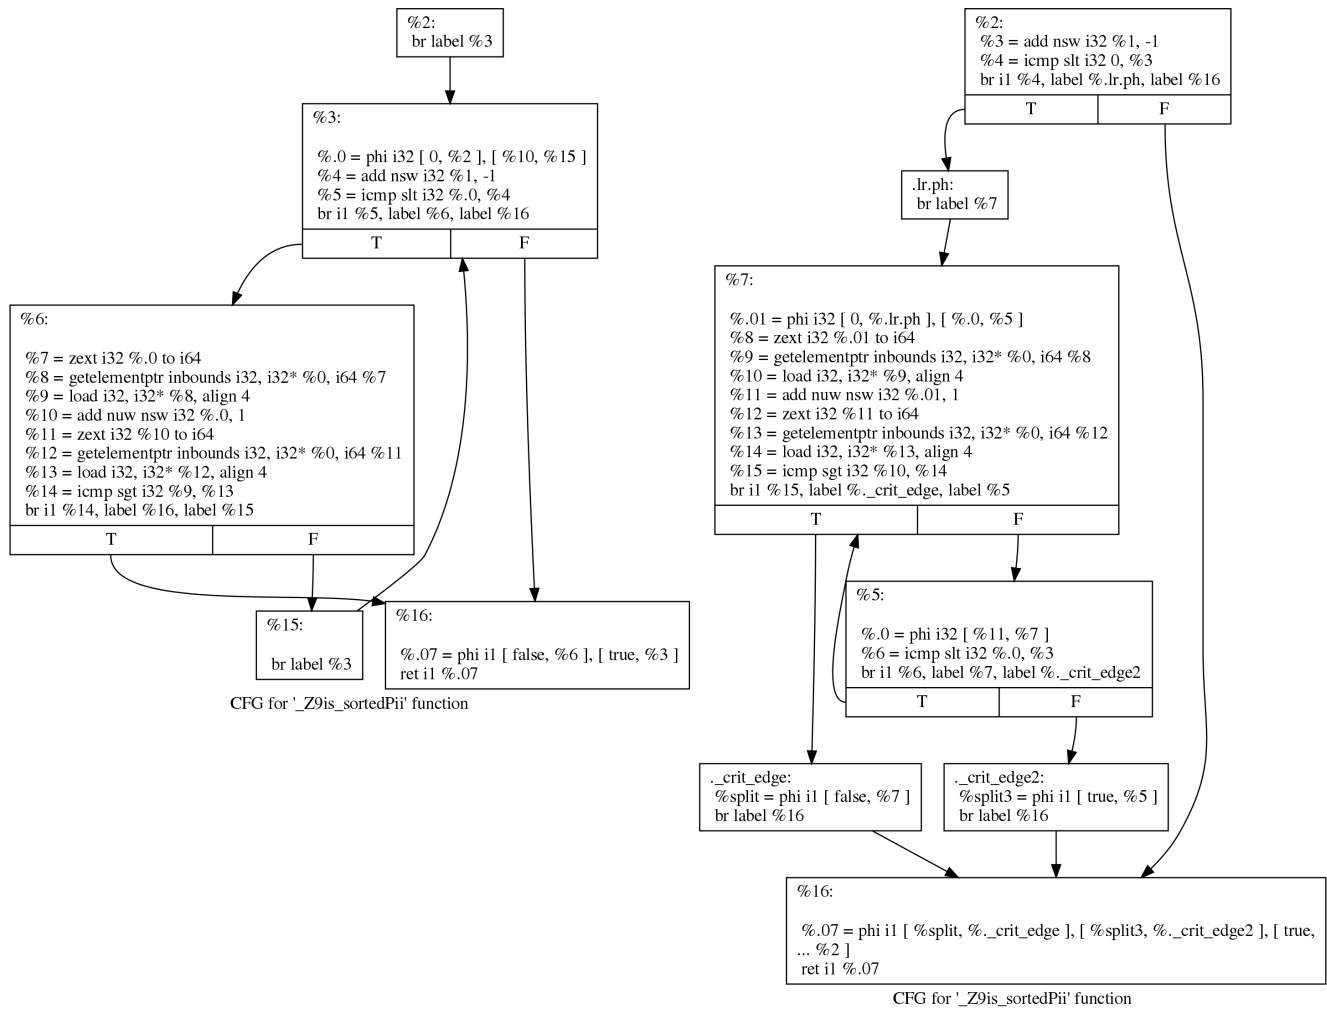 %2:
br label %3
%3:
%.0 = phi i32 [ 0, %2 ], [ %10, %15 ]
%4 = add nsw i32 %1, -1
%5 = icmp slt i32 %.0, %4
br i1 %5, label %6, label %16
T
F
%6:
%7 = zext i32 %.0 to i64
%8 = getelementptr inbounds i32, i32* %0, i64 %7
%9 = load i32, i32* %8, align 4
%10 = add nuw nsw i32 %.0, 1
%11 = zext i32 %10 to i64
%12 = getelementptr inbounds i32, i32* %0, i64 %11
%13 = load i32, i32* %12, align 4
%14 = icmp sgt i32 %9, %13
br i1 %14, label %16, label %15
T
F
%15:
br label %3
%16:
%.07 = phi i1 [ false, %6 ], [ true, %3 ]
ret i1 %.07
CFG for '_Z9is_sortedPii' function
%2:
%3 = add nsw i32 %1, -1
%4 = icmp slt i32 0, %3
br i1 %4, label %.lr.ph, label %16
T
F
.lr.ph:
br label %7
%7:
%.01 = phi i32 [ 0, %.lr.ph ], [ %.0, %5 ]
%8 = zext i32 %.01 to i64
%9 = getelementptr inbounds i32, i32* %0, i64 %8
%10 = load i32, i32* %9, align 4
%11 = add nuw nsw i32 %.01, 1
%12 = zext i32 %11 to i64
%13 = getelementptr inbounds i32, i32* %0, i64 %12
%14 = load i32, i32* %13, align 4
%15 = icmp sgt i32 %10, %14
br i1 %15, label %._crit_edge, label %5
T
F
%5:
%.0 = phi i32 [ %11, %7 ]
%6 = icmp slt i32 %.0, %3
br i1 %6, label %7, label %._crit_edge2
T
F
._crit_edge:
%split = phi i1 [ false, %7 ]
br label %16
._crit_edge2:
%split3 = phi i1 [ true, %5 ]
br label %16
%16:
%.07 = phi i1 [ %split, %._crit_edge ], [ %split3, %._crit_edge2 ], [ true,
... %2 ]
ret i1 %.07
CFG for '_Z9is_sortedPii' function